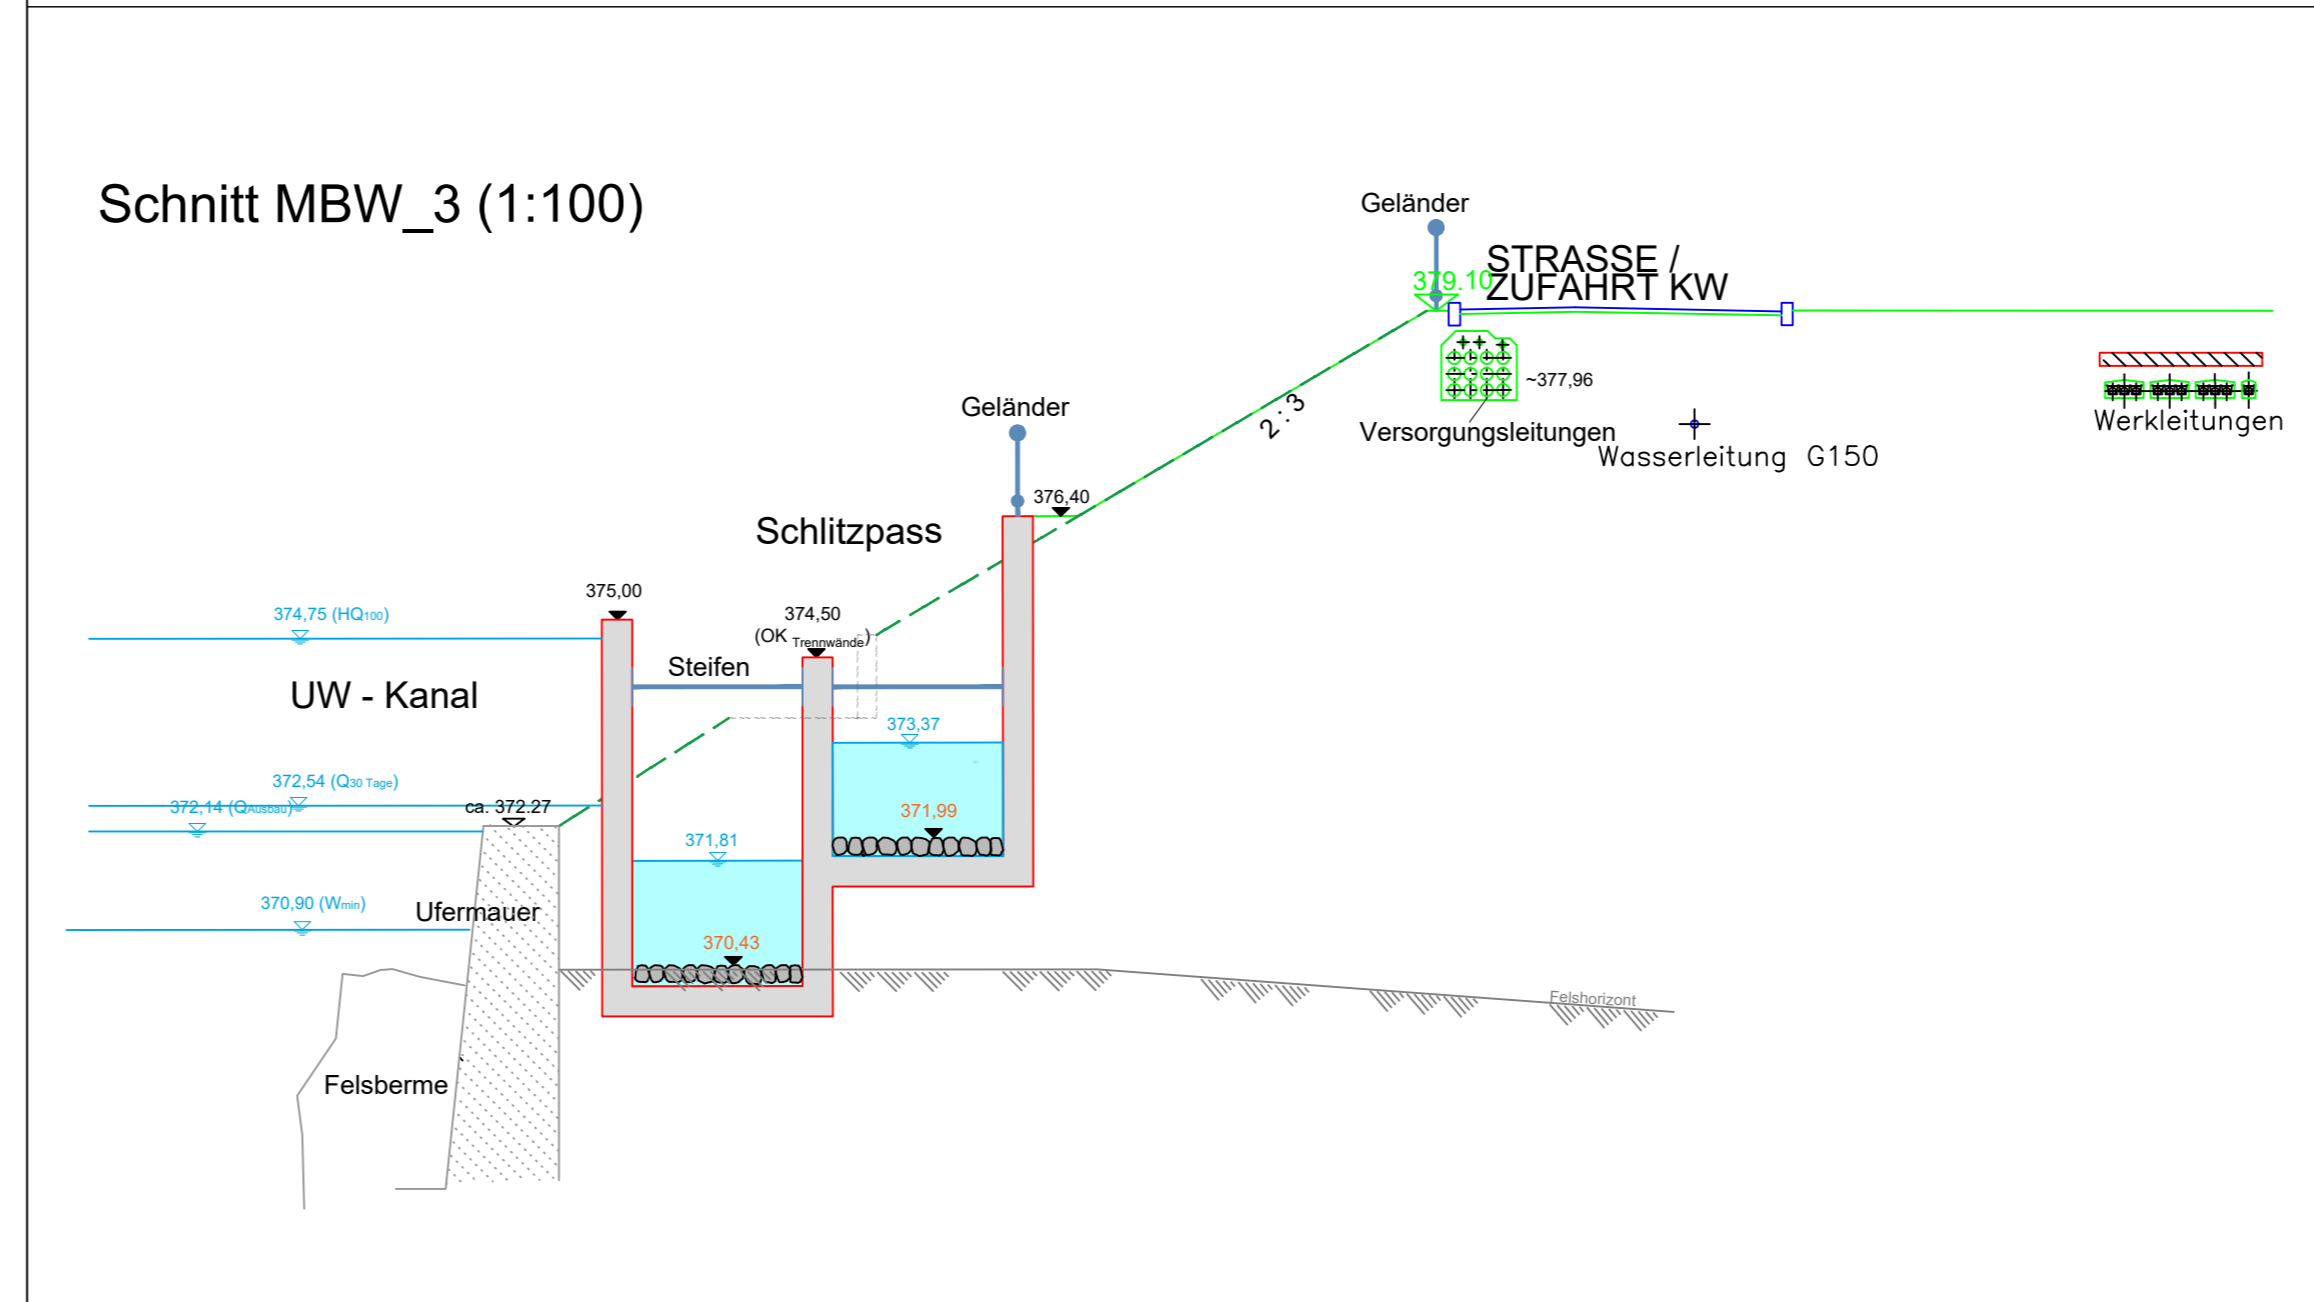 Schnitt MBW_3 (1:100)
Geländer
STRASSE /
ZUFAHRT KW
379.10
~377,96
Versorgungsleitungen
Wasserleitung G150
Werkleitungen
2 : 3
Geländer
376,40
Schlitzpass
375,00
374,50
(OK Trennwände)
374,75 (HQ100)
Steifen
UW - Kanal
373,37
372,54 (Q30 Tage)
372,14 (QAusbau)
ca. 372.27
371,99
371,81
370,90 (Wmin)
Ufermauer
370,43
Felshorizont
Felsberme